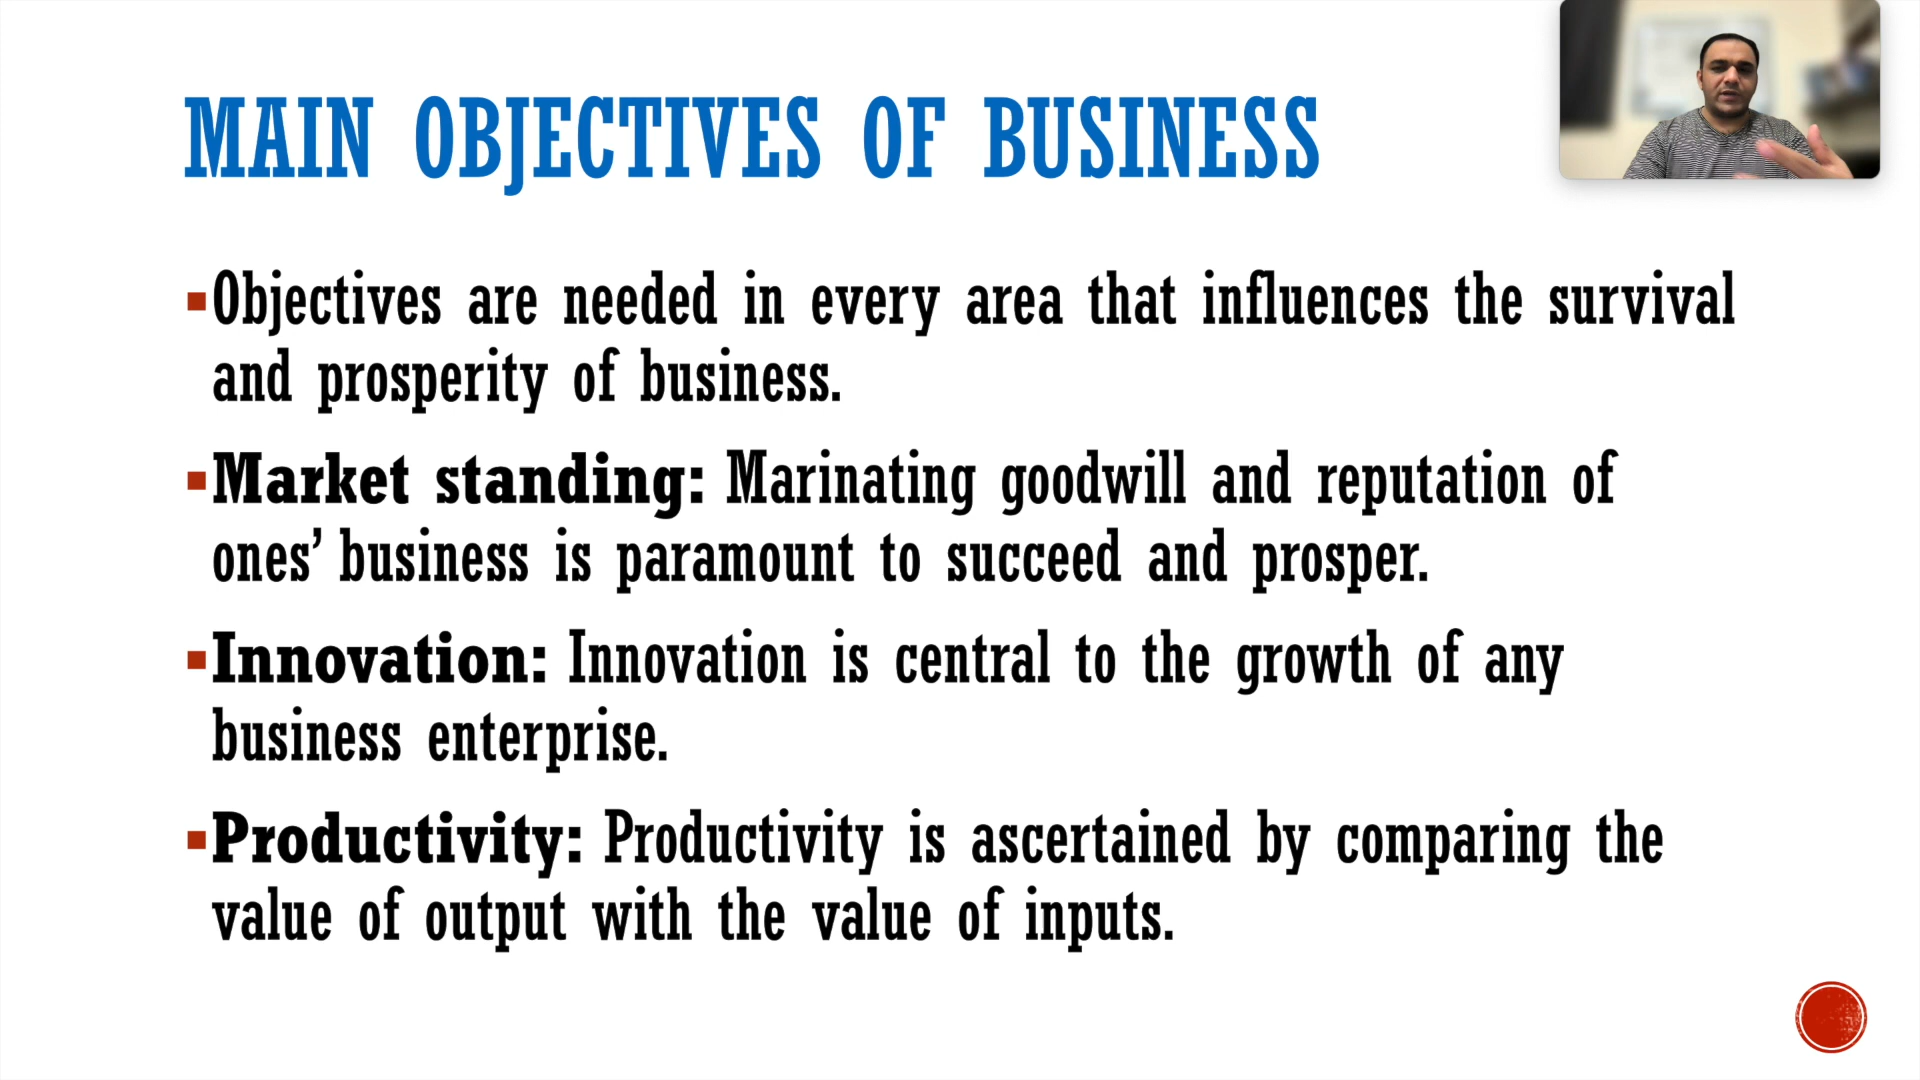 MAIN OBJECTIVES OF BUSINESS
▪Objectives are needed in every area that influences the survival
and prosperity of business.
▪Market standing: Marinating goodwill and reputation of
ones’ business is paramount to succeed and prosper.
▪Innovation: Innovation is central to the growth of any
business enterprise.
▪Productivity: Productivity is ascertained by comparing the
value of output with the value of inputs.